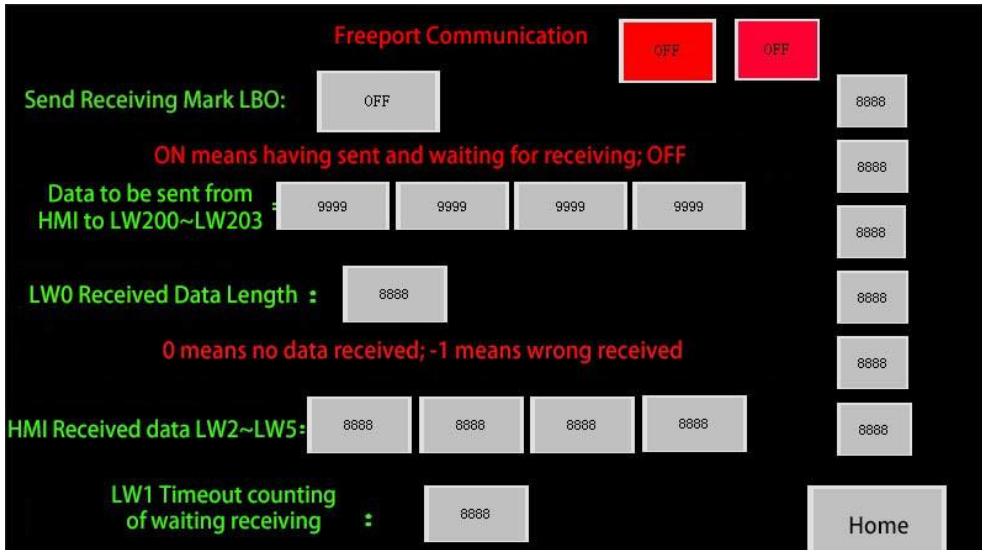 Freeport Communication
OFF OFF
Send Receiving Mark LBO: OFF
8888
ON means having sent and waiting for receiving; OFF
8888
Data to be sent from
HMI to LW200~LW203 : 9999 9999 9999 9999
8888
LW0 Received Data Length : 8888
8888
0 means no data received; -1 means wrong received
8888
HMI Received data LW2~LW5: 8888 8888 8888 8888
8888
LW1 Timeout counting
of waiting receiving : 8888
Home